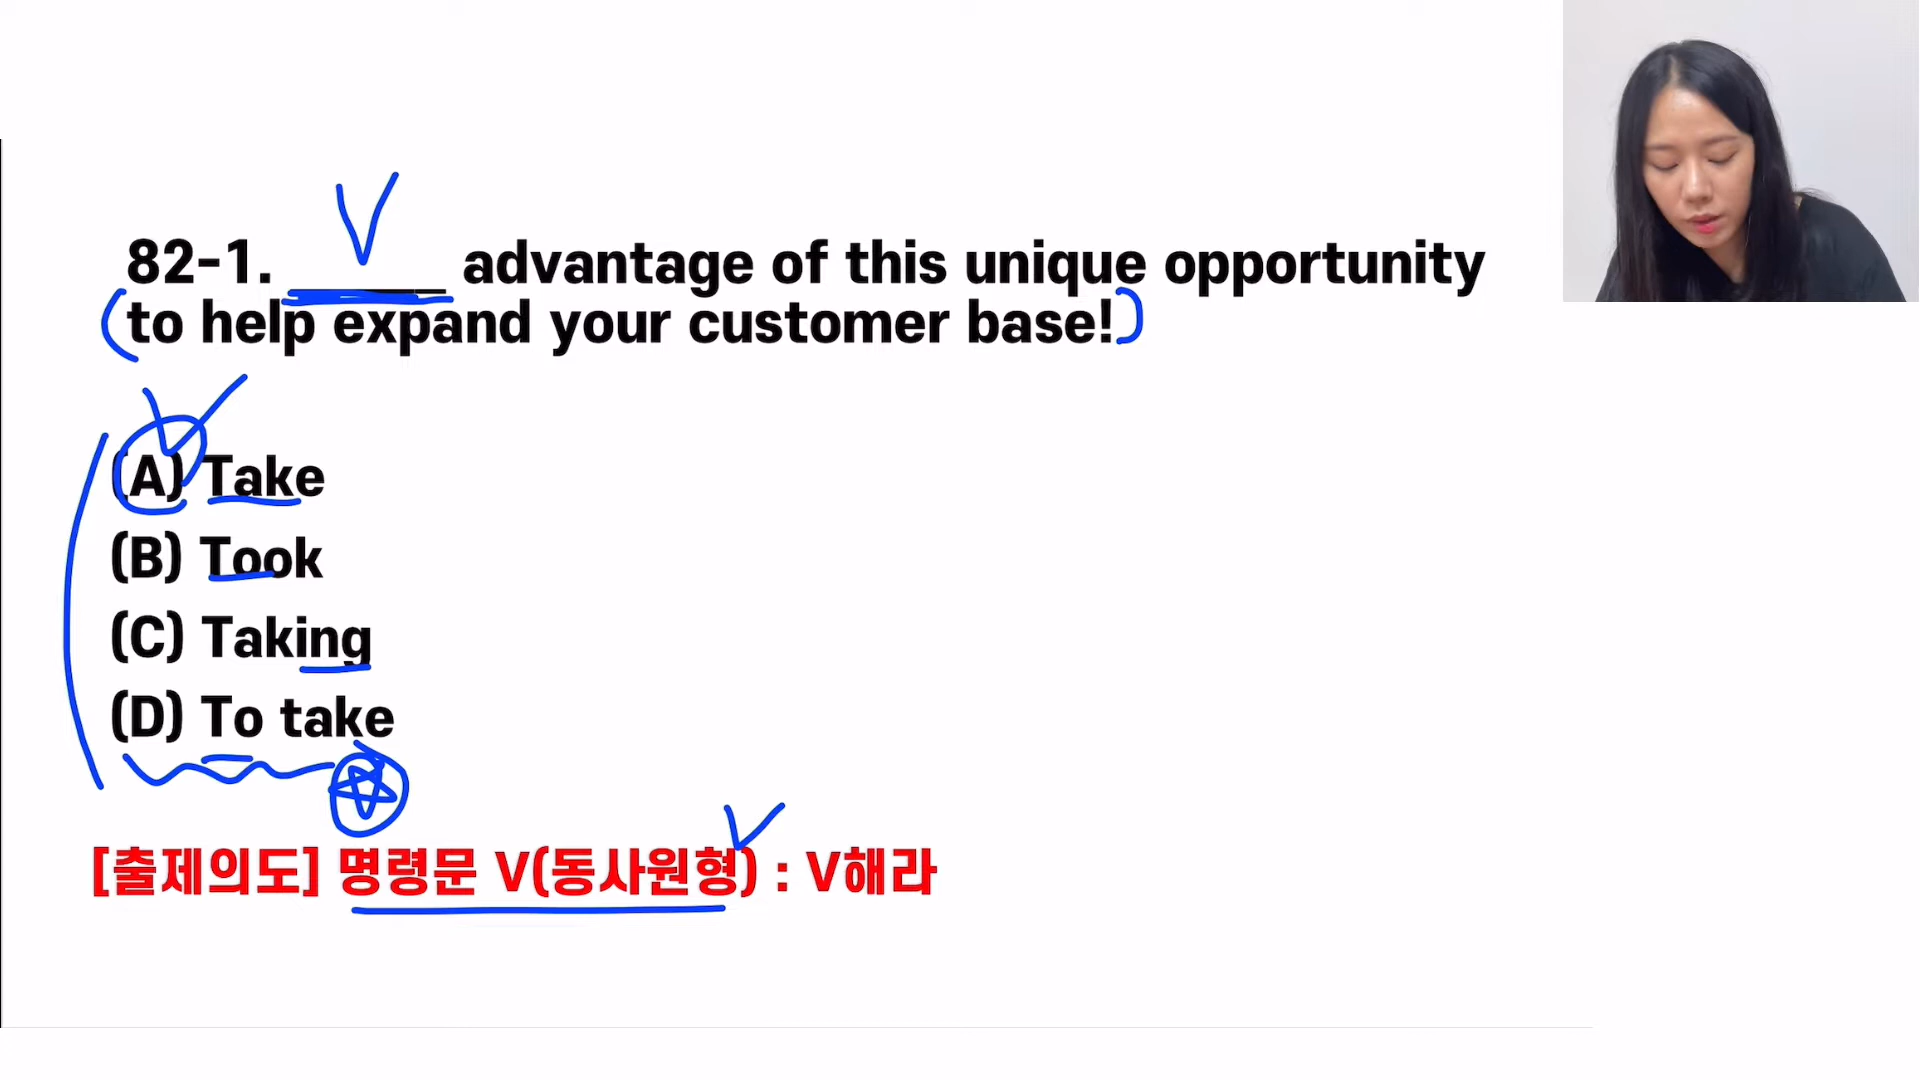 V
82-1. ______ advantage of this unique opportunity
(to help expand your customer base!)
(A) Take
(B) Took
(C) Taking
(D) To take
[출제의도] 명령문 V(동사원형) : V해라